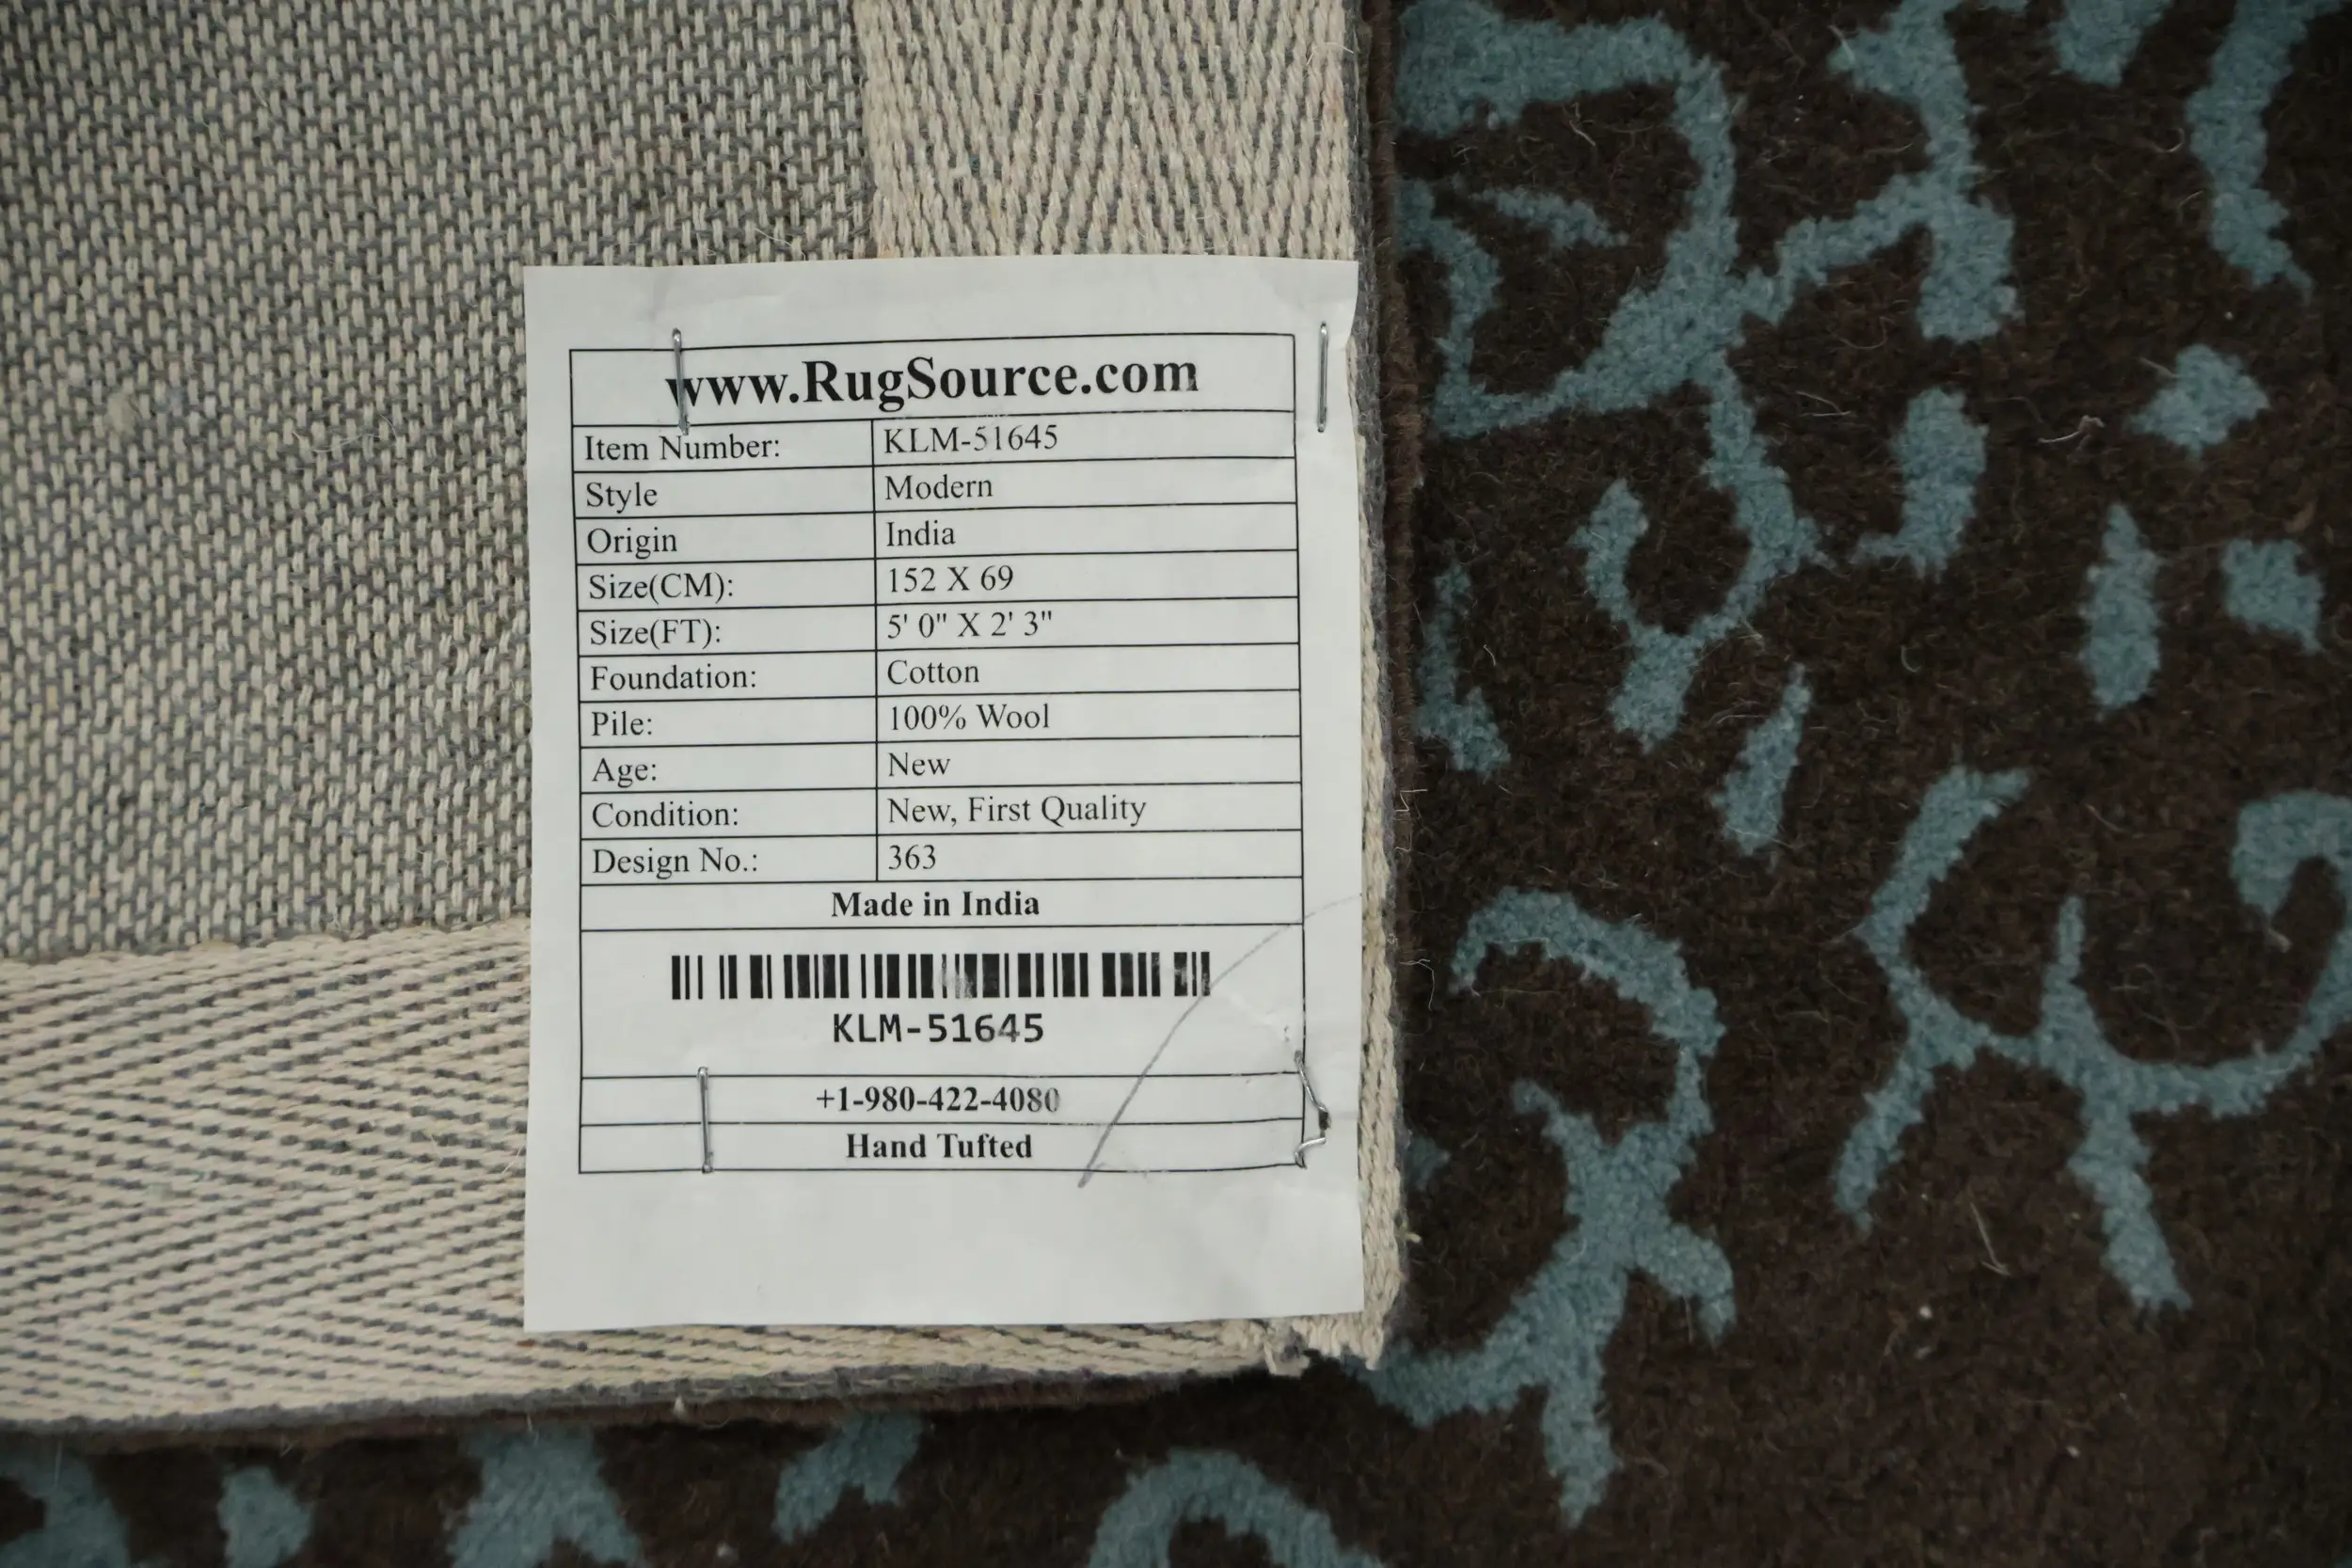 www.RugSource.com
Item Number: KLM-51645
Style Modern
Origin India
Size(CM): 152 X 69
Size(FT): 5' 0" X 2' 3"
Foundation: Cotton
Pile: 100% Wool
Age: New
Condition: New, First Quality
Design No.: 363
Made in India
KLM-51645
+1-980-422-4080
Hand Tufted